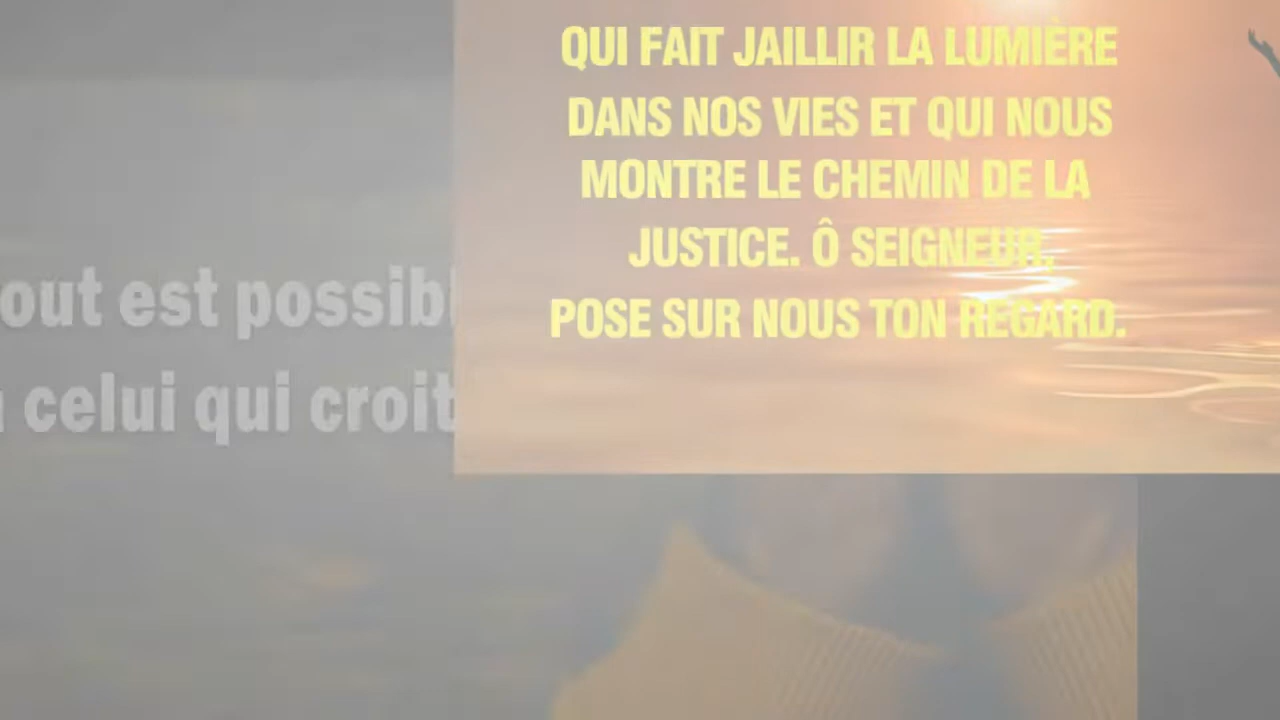 QUI FAIT JAILLIR LA LUMIÈRE
DANS NOS VIES ET QUI NOUS
MONTRE LE CHEMIN DE LA
JUSTICE. Ô SEIGNEUR,
POSE SUR NOUS TON REGARD.
out est possib
celui qui croit